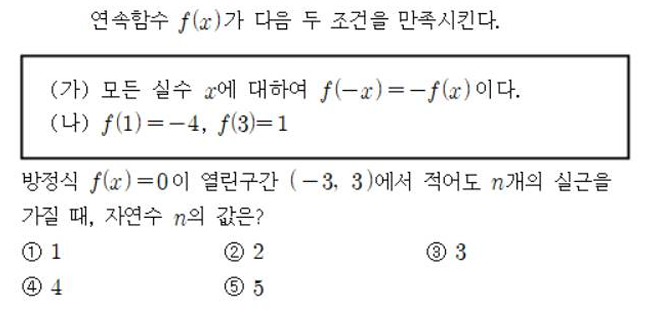 연속함수 f(x)가 다음 두 조건을 만족시킨다.
(가) 모든 실수 x에 대하여 f(-x)=-f(x)이다.
(나) f(1)=-4, f(3)=1
방정식 f(x)=0이 열린구간 (-3, 3)에서 적어도 n개의 실근을
가질 때, 자연수 n의 값은?
① 1 ② 2 ③ 3
④ 4 ⑤ 5